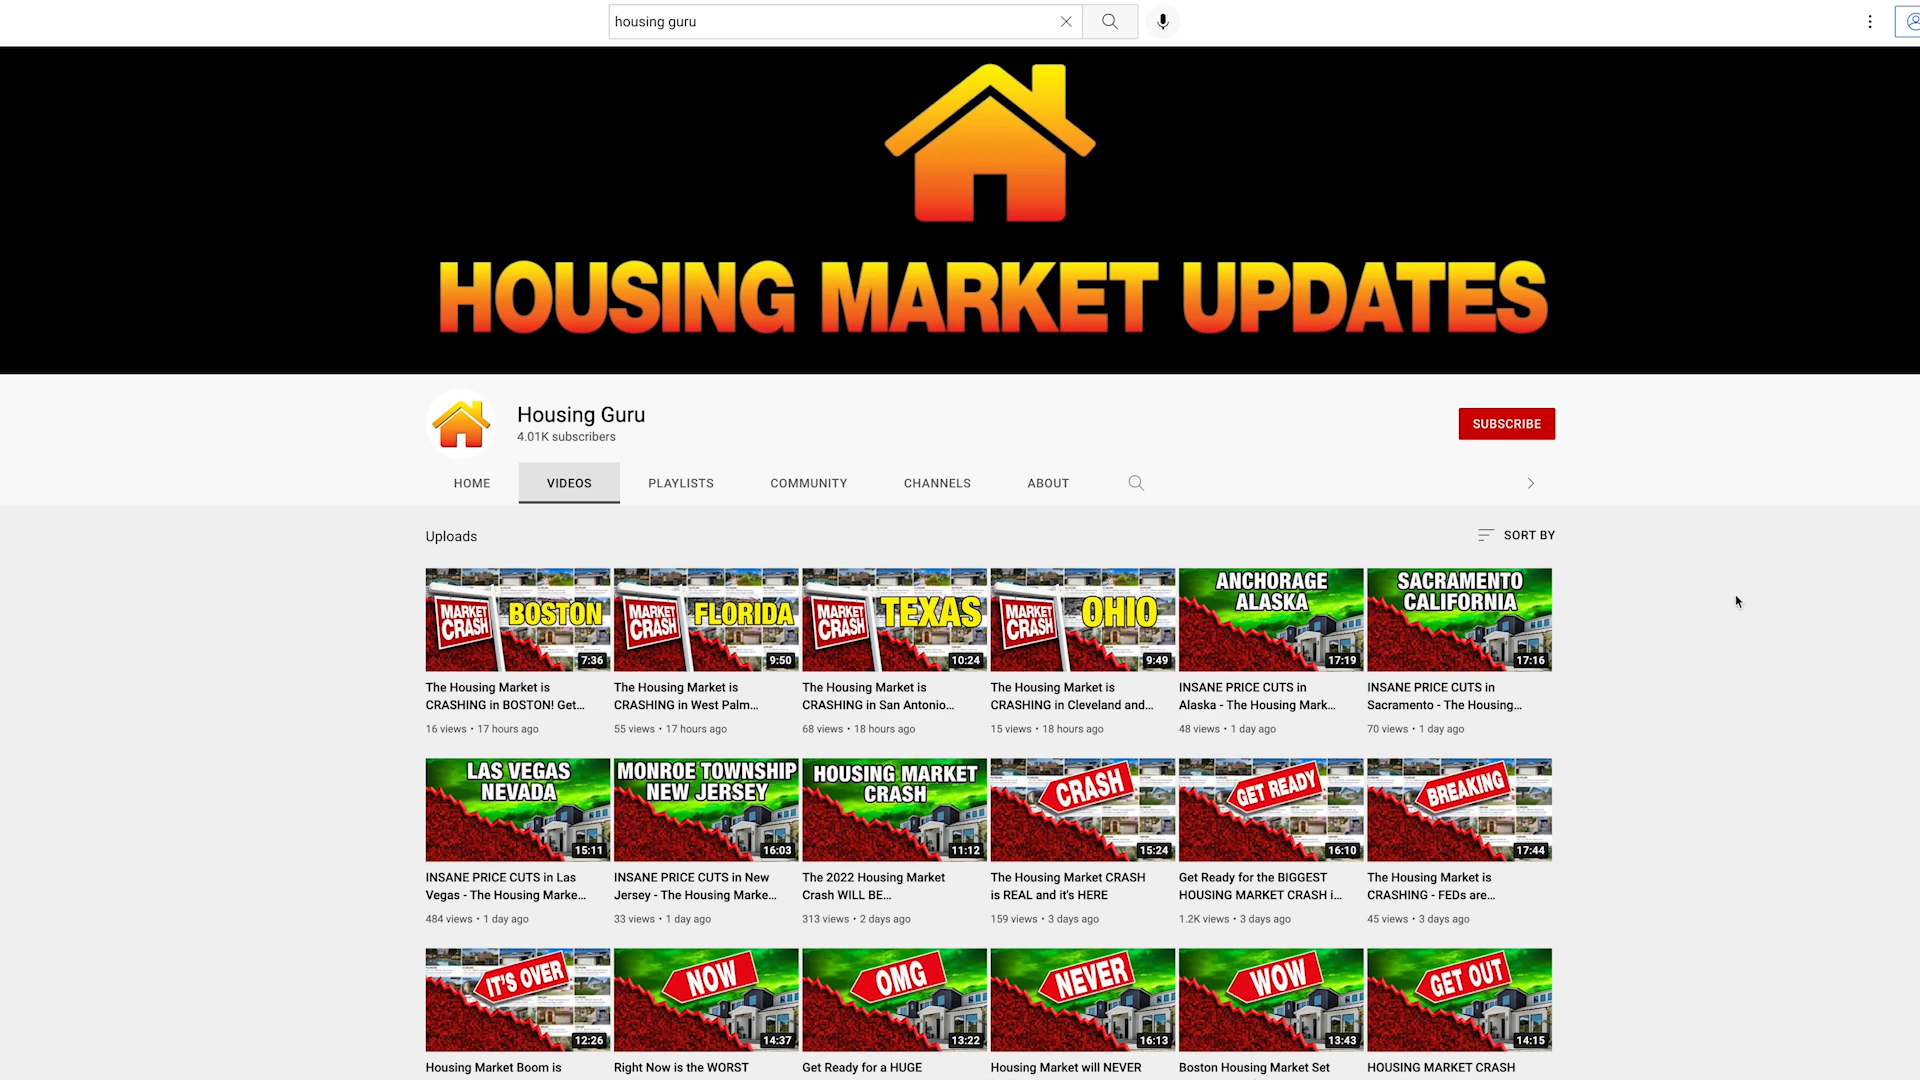 housing guru
HOUSING MARKET UPDATES
Housing Guru
4.01K subscribers
SUBSCRIBE
HOME VIDEOS PLAYLISTS COMMUNITY CHANNELS ABOUT
Uploads
SORT BY
MARKET
CRASH
BOSTON
7:36
MARKET
CRASH
FLORIDA
9:50
MARKET
CRASH
TEXAS
10:24
MARKET
CRASH
OHIO
9:49
ANCHORAGE
ALASKA
17:19
SACRAMENTO
CALIFORNIA
17:16
The Housing Market is
CRASHING in BOSTON! Get...
16 views • 17 hours ago
The Housing Market is
CRASHING in West Palm...
55 views • 17 hours ago
The Housing Market is
CRASHING in San Antonio...
68 views • 18 hours ago
The Housing Market is
CRASHING in Cleveland and...
15 views • 18 hours ago
INSANE PRICE CUTS in
Alaska - The Housing Mark...
48 views • 1 day ago
INSANE PRICE CUTS in
Sacramento - The Housing...
70 views • 1 day ago
LAS VEGAS
NEVADA
15:11
MONROE TOWNSHIP
NEW JERSEY
16:03
HOUSING MARKET
CRASH
11:12
CRASH
15:24
GET READY
16:10
BREAKING
17:44
INSANE PRICE CUTS in Las
Vegas - The Housing Marke...
484 views • 1 day ago
INSANE PRICE CUTS in New
Jersey - The Housing Marke...
33 views • 1 day ago
The 2022 Housing Market
Crash WILL BE...
313 views • 2 days ago
The Housing Market CRASH
is REAL and it's HERE
159 views • 3 days ago
Get Ready for the BIGGEST
HOUSING MARKET CRASH i...
1.2K views • 3 days ago
The Housing Market is
CRASHING - FEDs are...
45 views • 3 days ago
IT'S OVER
12:26
NOW
14:37
OMG
13:22
NEVER
16:13
WOW
13:43
GET OUT
14:15
Housing Market Boom is
Right Now is the WORST
Get Ready for a HUGE
Housing Market will NEVER
Boston Housing Market Set
HOUSING MARKET CRASH